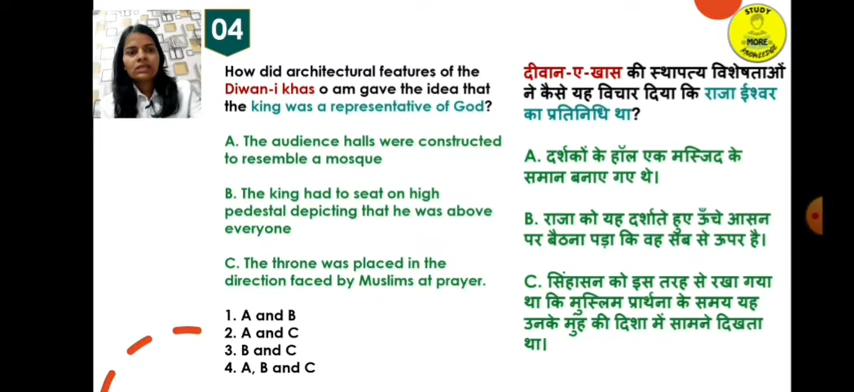 04
STUDY
MORE
KNOWLEDGE
How did architectural features of the
Diwan-i khas o am gave the idea that
the king was a representative of God?
A. The audience halls were constructed
to resemble a mosque
B. The king had to seat on high
pedestal depicting that he was above
everyone
C. The throne was placed in the
direction faced by Muslims at prayer.
1. A and B
2. A and C
3. B and C
4. A, B and C
दीवान-ए-खास की स्थापत्य विशेषताओं
ने कैसे यह विचार दिया कि राजा ईश्वर
का प्रतिनिधि था?
A. दर्शकों के हॉल एक मस्जिद के
समान बनाए गए थे।
B. राजा को यह दर्शाते हुए ऊँचे आसन
पर बैठना पड़ा कि वह सब से ऊपर है।
C. सिंहासन को इस तरह से रखा गया
था कि मुस्लिम प्रार्थना के समय यह
उनके मुंह की दिशा में सामने दिखता
था।